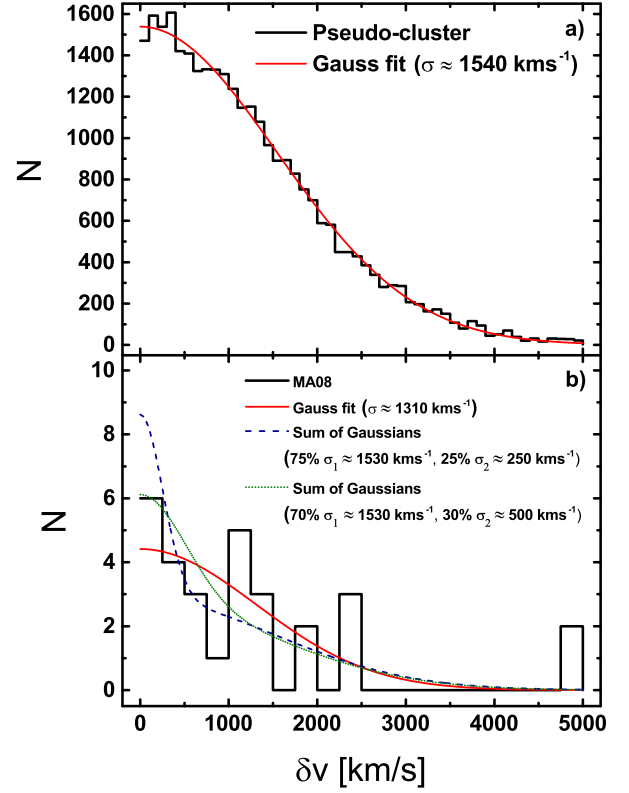 a)
Pseudo-cluster
Gauss fit (σ ≈ 1540 kms⁻¹)
1600
1400
1200
1000
800
600
400
200
0
N
b)
MA08
Gauss fit (σ ≈ 1310 kms⁻¹)
Sum of Gaussians
(75% σ₁ ≈ 1530 kms⁻¹, 25% σ₂ ≈ 250 kms⁻¹)
Sum of Gaussians
(70% σ₁ ≈ 1530 kms⁻¹, 30% σ₂ ≈ 500 kms⁻¹)
10
8
6
4
2
0
N
0 1000 2000 3000 4000 5000
δv [km/s]